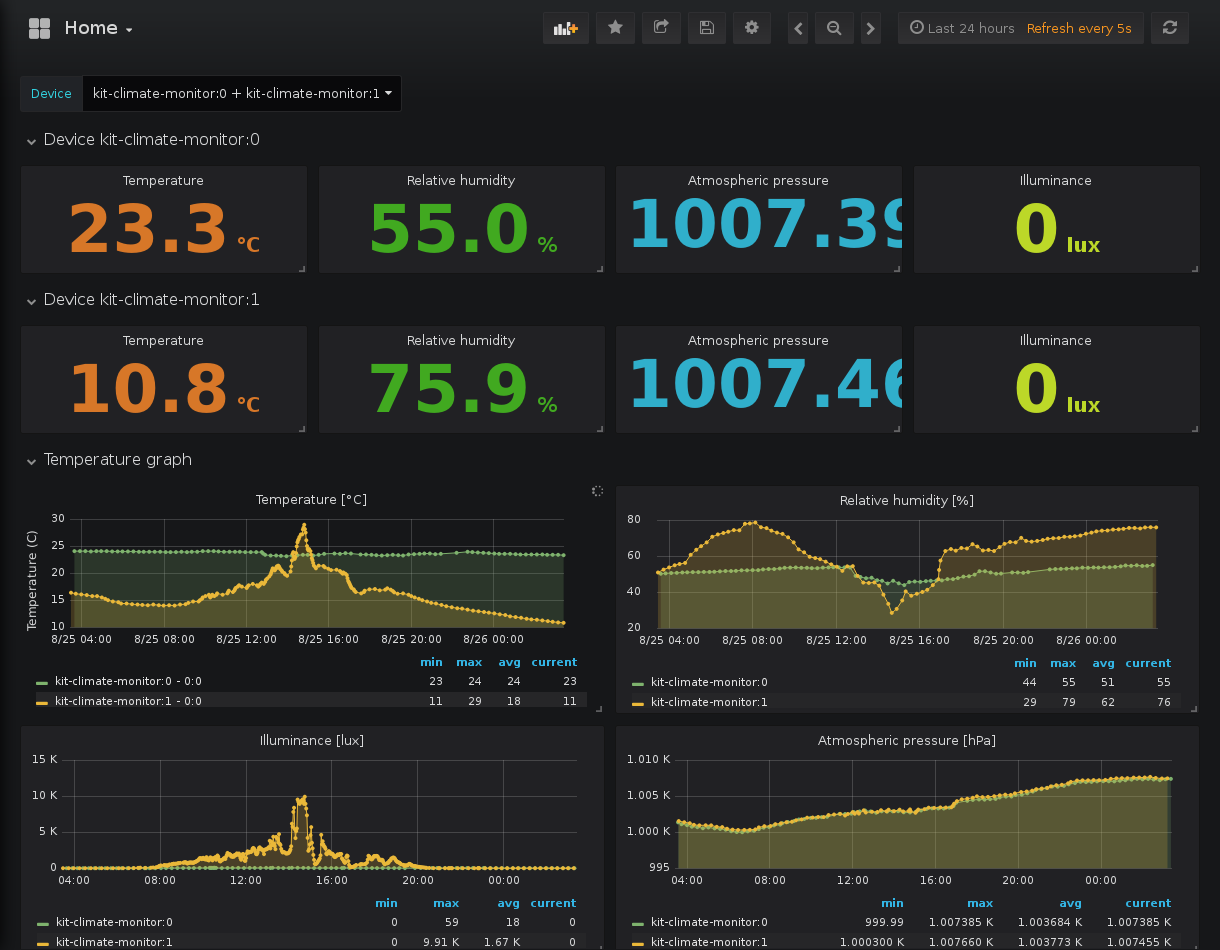 Home
Last 24 hours Refresh every 5s
Device kit-climate-monitor:0 + kit-climate-monitor:1
Device kit-climate-monitor:0
Temperature Relative humidity Atmospheric pressure Illuminance
23.3 °C 55.0 % 1007.39 0 lux
Device kit-climate-monitor:1
Temperature Relative humidity Atmospheric pressure Illuminance
10.8 °C 75.9 % 1007.46 0 lux
Temperature graph
Temperature [°C]
Temperature (C)
30
25
20
15
10
8/25 04:00 8/25 08:00 8/25 12:00 8/25 16:00 8/25 20:00 8/26 00:00
min max avg current
kit-climate-monitor:0 - 0:0 23 24 24 23
kit-climate-monitor:1 - 0:0 11 29 18 11
Relative humidity [%]
80
60
40
20
8/25 04:00 8/25 08:00 8/25 12:00 8/25 16:00 8/25 20:00 8/26 00:00
min max avg current
kit-climate-monitor:0 44 55 51 55
kit-climate-monitor:1 29 79 62 76
Illuminance [lux]
15 K
10 K
5 K
0
04:00 08:00 12:00 16:00 20:00 00:00
min max avg current
kit-climate-monitor:0 0 59 18 0
kit-climate-monitor:1 0 9.91 K 1.67 K 0
Atmospheric pressure [hPa]
1.010 K
1.005 K
1.000 K
995
04:00 08:00 12:00 16:00 20:00 00:00
min max avg current
kit-climate-monitor:0 999.99 1.007385 K 1.003684 K 1.007385 K
kit-climate-monitor:1 1.000300 K 1.007660 K 1.003773 K 1.007455 K